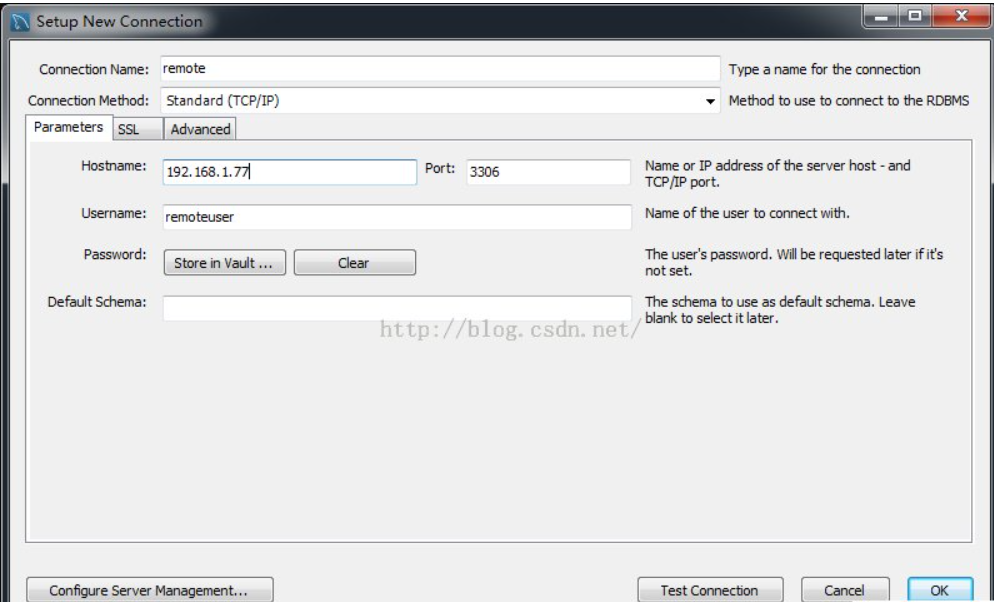 Setup New Connection
Connection Name: remote Type a name for the connection
Connection Method: Standard (TCP/IP) Method to use to connect to the RDBMS
Parameters SSL Advanced
Hostname: 192.168.1.77 Port: 3306 Name or IP address of the server host - and
TCP/IP port.
Username: remoteuser Name of the user to connect with.
Password: Store in Vault ... Clear The user's password. Will be requested later if it's
not set.
Default Schema: The schema to use as default schema. Leave
blank to select it later.
http://blog.csdn.net/
Configure Server Management... Test Connection Cancel OK